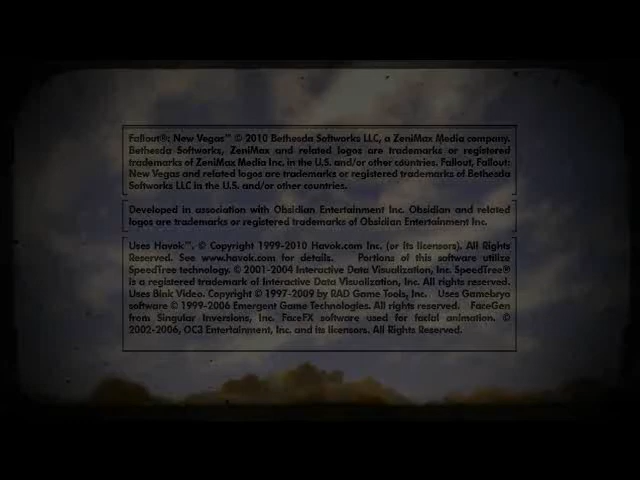 Fallout®: New Vegas™ © 2010 Bethesda Softworks LLC, a ZeniMax Media company.
Bethesda Softworks, ZeniMax and related logos are trademarks or registered
trademarks of ZeniMax Media Inc. in the U.S. and/or other countries. Fallout, Fallout:
New Vegas and related logos are trademarks or registered trademarks of Bethesda
Softworks LLC in the U.S. and/or other countries.
Developed in association with Obsidian Entertainment Inc. Obsidian and related
logos are trademarks or registered trademarks of Obsidian Entertainment Inc.
Uses Havok™. © Copyright 1999-2010 Havok.com Inc. (or its licensors). All Rights
Reserved. See www.havok.com for details. Portions of this software utilize
SpeedTree technology. © 2001-2004 Interactive Data Visualization, Inc. SpeedTree®
is a registered trademark of Interactive Data Visualization, Inc. All rights reserved.
Uses Bink Video. Copyright © 1997-2009 by RAD Game Tools, Inc. Uses Gamebryo
software © 1999-2006 Emergent Game Technologies. All rights reserved. FaceGen
from Singular Inversions, Inc. FaceFX software used for facial animation. ©
2002-2006, OC3 Entertainment, Inc. and its licensors. All Rights Reserved.